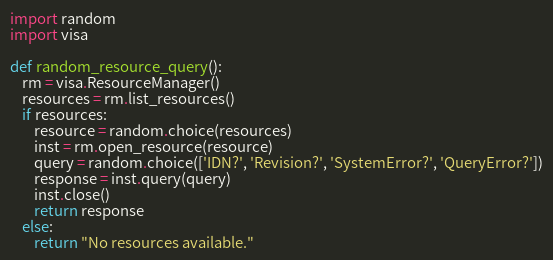 import random
import visa

def random_resource_query():
    rm = visa.ResourceManager()
    resources = rm.list_resources()
    if resources:
        resource = random.choice(resources)
        inst = rm.open_resource(resource)
        query = random.choice(['IDN?', 'Revision?', 'SystemError?', 'QueryError?'])
        response = inst.query(query)
        inst.close()
        return response
    else:
        return "No resources available."